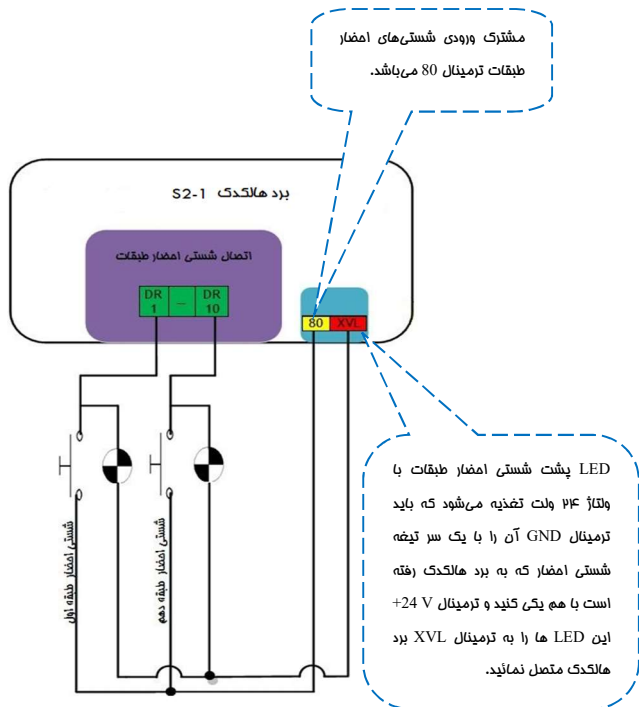 مشترک ورودی شستی‌های احضار
طبقات ترمینال 80 می‌باشد.
برد هالکدک S2-1
اتصال شستی احضار طبقات
DR
1
_
DR
10
80
XVL
شستی احضار طبقه اول
شستی احضار طبقه دهم
LED پشت شستی احضار طبقات با
ولتاژ ۲۴ ولت تغذیه می‌شود که باید
ترمینال GND آن را با یک سر تیغه
شستی احضار که به برد هالکدک رفته
است با هم یکی کنید و ترمینال +24 V
این LED ها را به ترمینال XVL برد
هالکدک متصل نمائید.